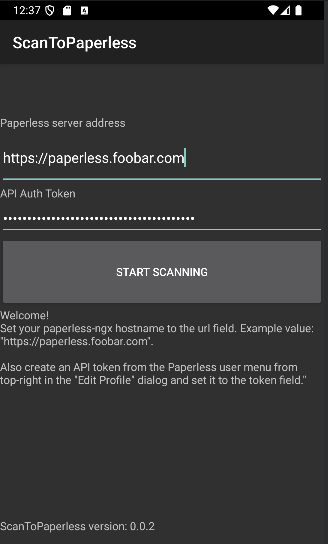 12:37
ScanToPaperless
Paperless server address
https://paperless.foobar.com
API Auth Token
••••••••••••••••••••••••••••••••••••••••
START SCANNING
Welcome!
Set your paperless-ngx hostname to the url field. Example value:
"https://paperless.foobar.com".
Also create an API token from the Paperless user menu from
top-right in the "Edit Profile" dialog and set it to the token field."
ScanToPaperless version: 0.0.2